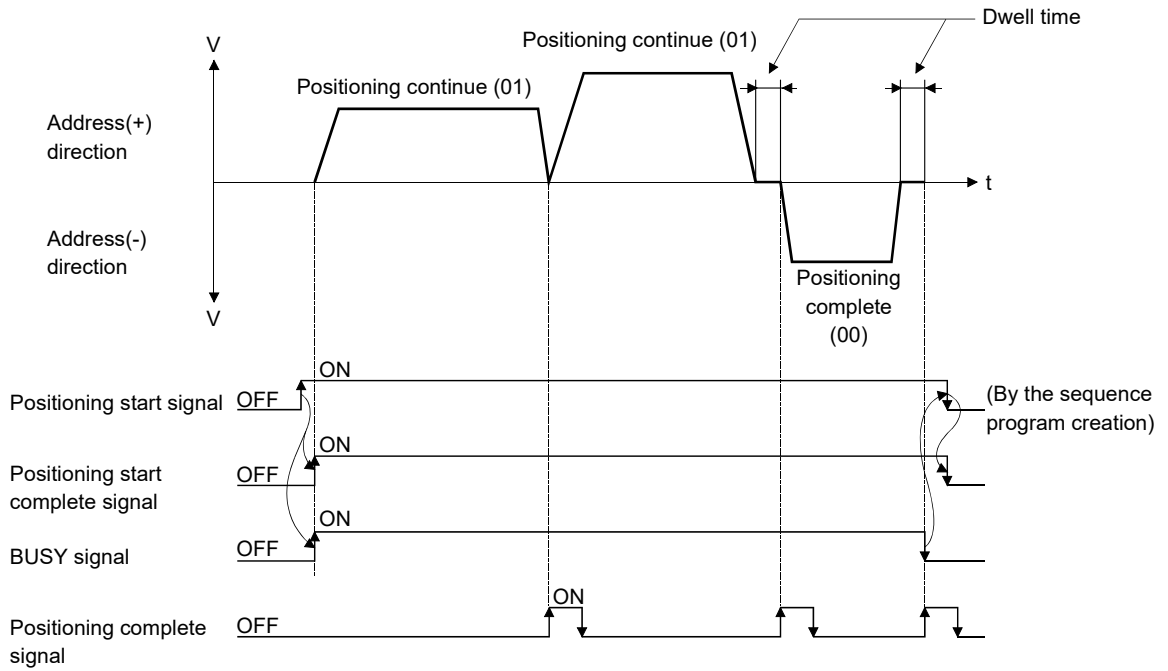 Dwell time
V
Positioning continue (01)
Positioning continue (01)
Address(+)
direction
t
Address(-)
direction
Positioning
complete
(00)
V
ON
Positioning start signal
OFF
(By the sequence
program creation)
ON
Positioning start
complete signal
OFF
ON
BUSY signal
OFF
ON
Positioning complete
signal
OFF